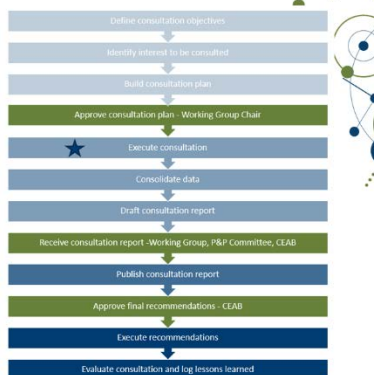 Define consultation objectives
Identify interest to be consulted
Build consultation plan
Approve consultation plan - Working Group Chair
Execute consultation
Consolidate data
Draft consultation report
Receive consultation report -Working Group, P&P Committee, CEAB
Publish consultation report
Approve final recommendations - CEAB
Execute recommendations
Evaluate consultation and log lessons learned